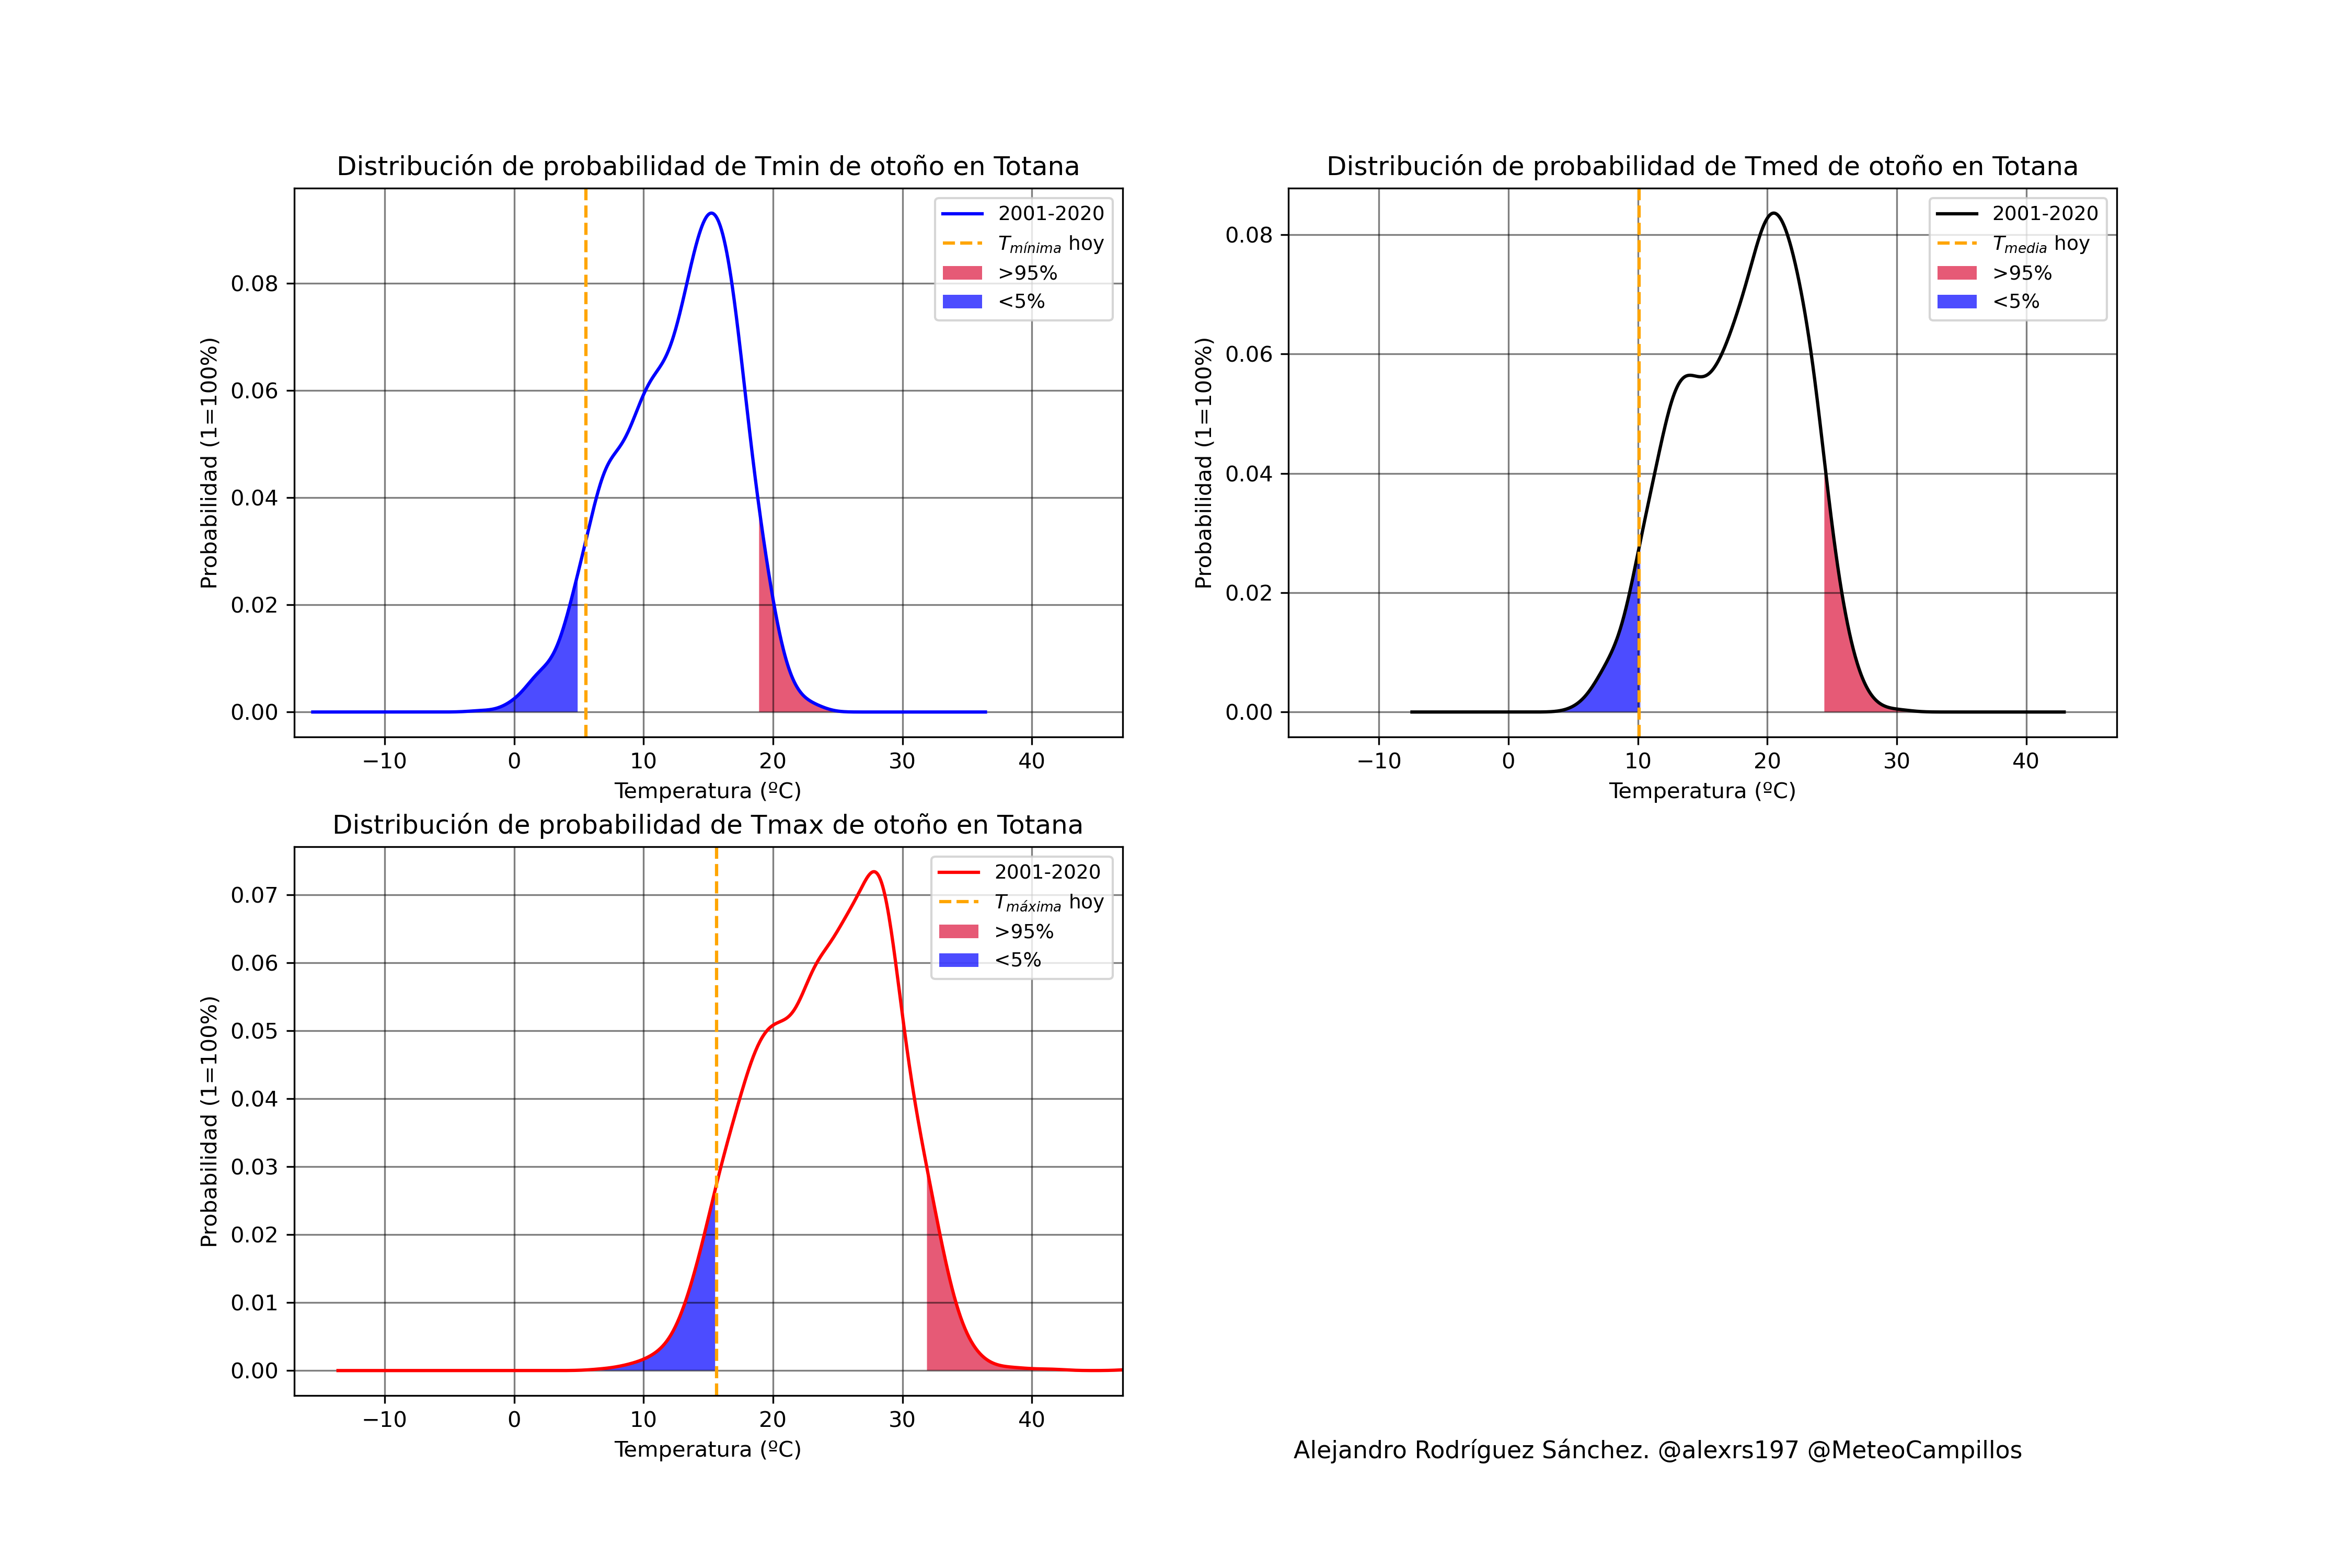 Distribución de probabilidad de Tmin de otoño en Totana
Probabilidad (1=100%)
0.08
0.06
0.04
0.02
0.00
2001-2020
Tmínima hoy
>95%
<5%
−10 0 10 20 30 40
Temperatura (ºC)
Distribución de probabilidad de Tmed de otoño en Totana
Probabilidad (1=100%)
0.08
0.06
0.04
0.02
0.00
2001-2020
Tmedia hoy
>95%
<5%
−10 0 10 20 30 40
Temperatura (ºC)
Distribución de probabilidad de Tmax de otoño en Totana
Probabilidad (1=100%)
0.07
0.06
0.05
0.04
0.03
0.02
0.01
0.00
2001-2020
Tmáxima hoy
>95%
<5%
−10 0 10 20 30 40
Temperatura (ºC)
Alejandro Rodríguez Sánchez. @alexrs197 @MeteoCampillos